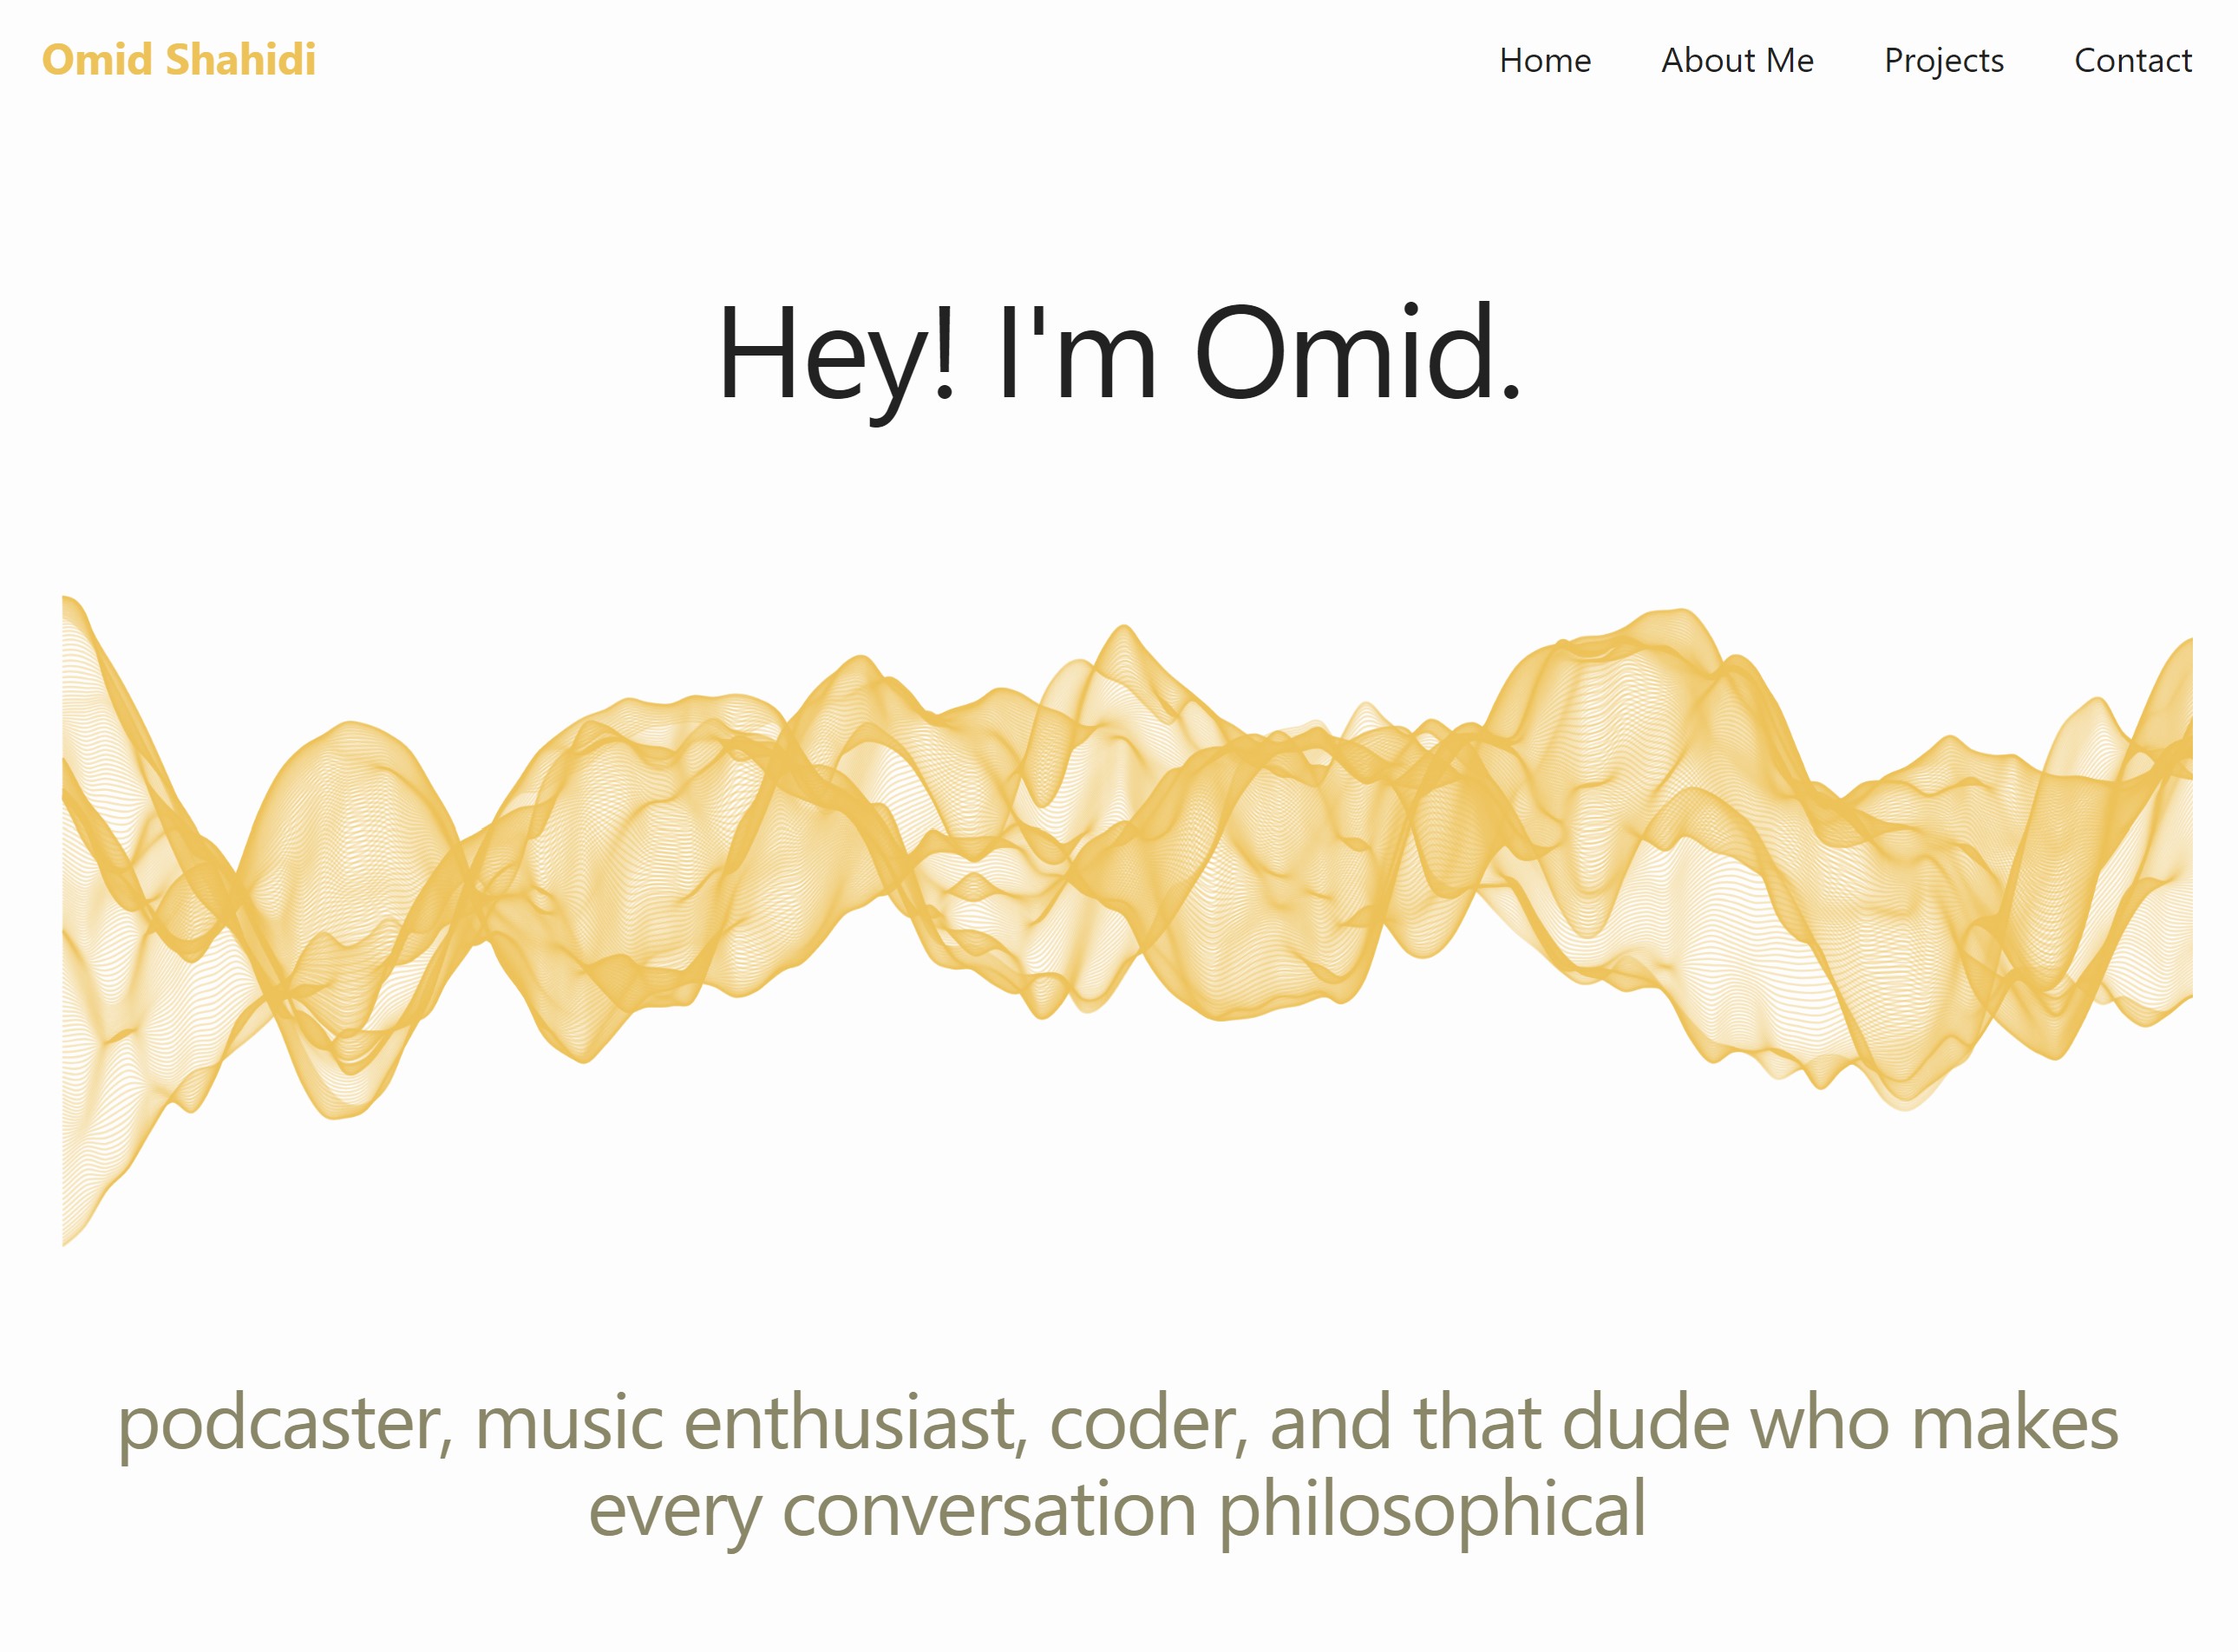 Omid Shahidi
Home About Me Projects Contact
Hey! I'm Omid.
podcaster, music enthusiast, coder, and that dude who makes
every conversation philosophical